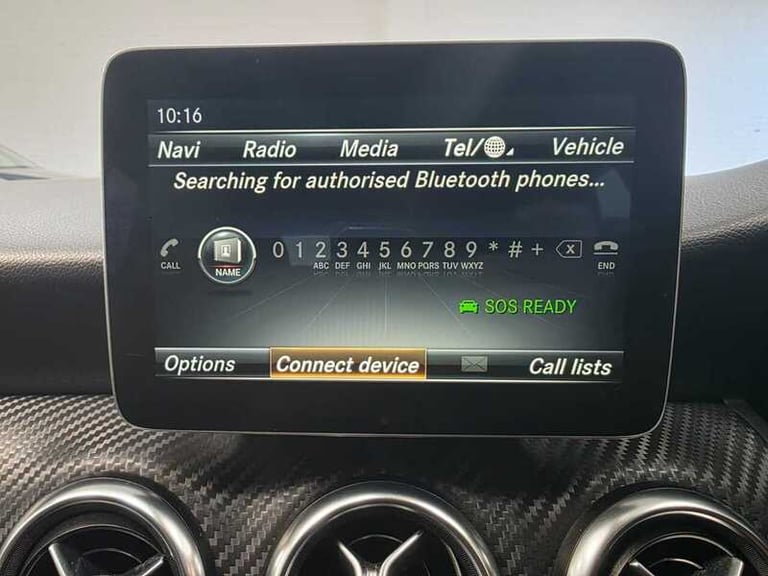 10:16
Navi Radio Media Tel/ Vehicle
Searching for authorised Bluetooth phones...
0 1 2 3 4 5 6 7 8 9 * # +
CALL NAME ABC DEF GHI JKL MNO PQRS TUV WXYZ END
SOS READY
Options Connect device Call lists